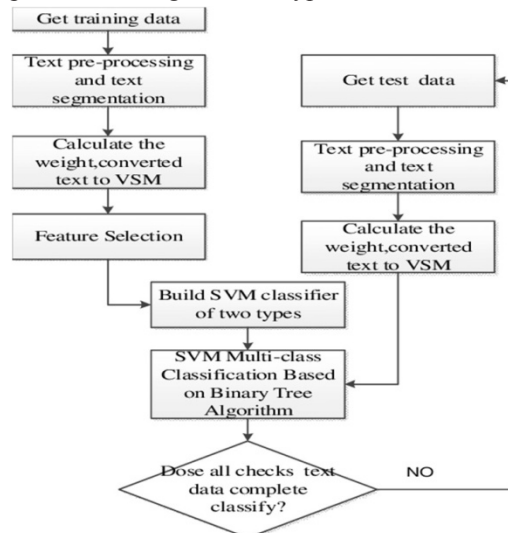 Get training data
Text pre-processing
and text
segmentation
Calculate the
weight,converted
text to VSM
Feature Selection
Get test data
Text pre-processing
and text
segmentation
Calculate the
weight,converted
text to VSM
Build SVM classifier
of two types
SVM Multi-class
Classification Based
on Binary Tree
Algorithm
Dose all checks text
data complete
classify?
NO